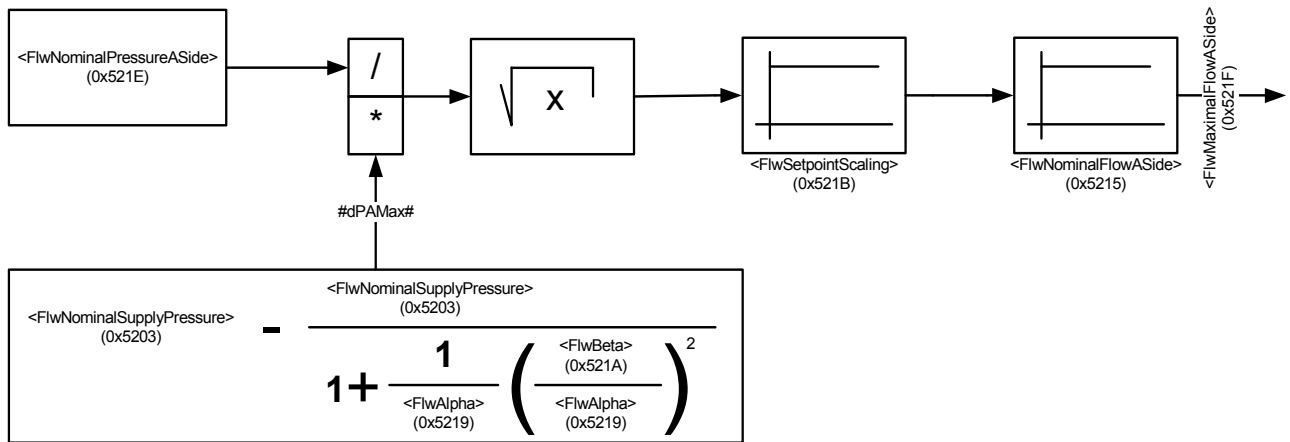 <FlwNominalPressureASide>
(0x521E)
/
*
√x
<FlwSetpointScaling>
(0x521B)
<FlwNominalFlowASide>
(0x5215)
<FlwMaximalFlowASide>
(0x521F)
#dPAMax#
<FlwNominalSupplyPressure>
(0x5203)
-
<FlwNominalSupplyPressure>
(0x5203)
1+
1
<FlwAlpha>
(0x5219)
(
<FlwBeta>
(0x521A)
<FlwAlpha>
(0x5219)
)
2